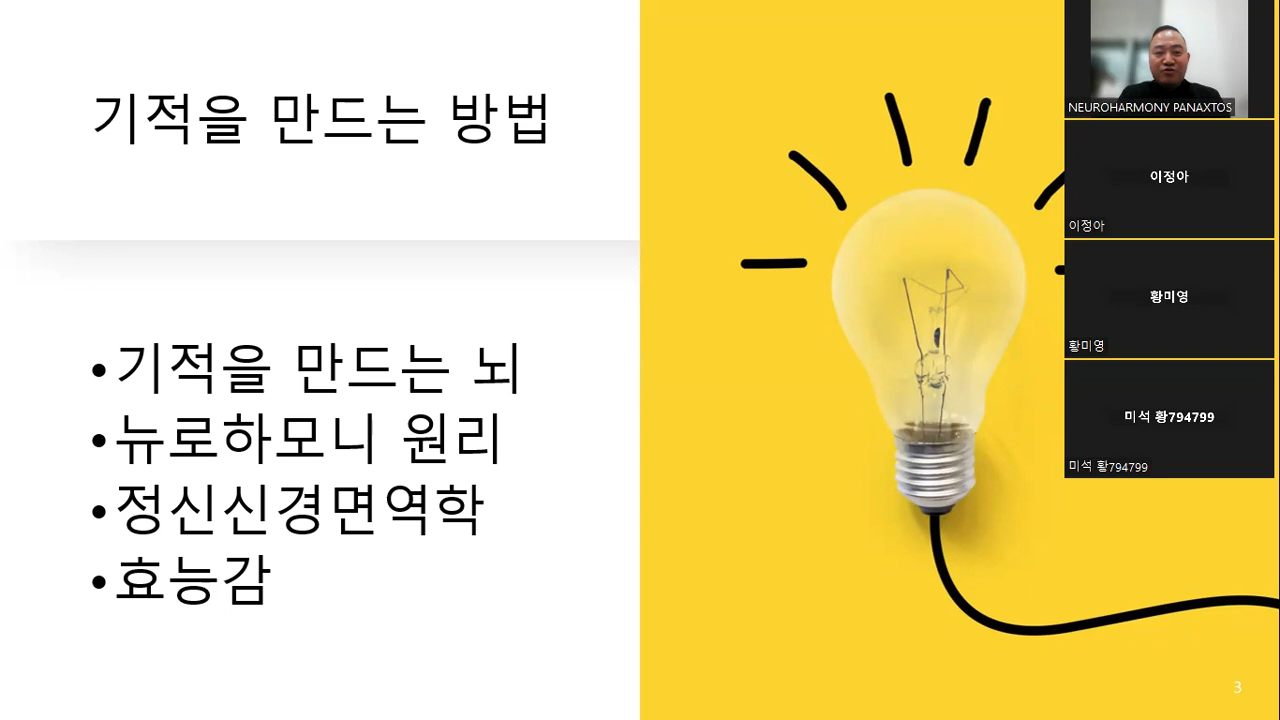 기적을 만드는 방법
•기적을 만드는 뇌
•뉴로하모니 원리
•정신신경면역학
•효능감
NEUROHARMONY PANAXTOS
이정아
이정아
황미영
황미영
미석 황794799
미석 황794799
3